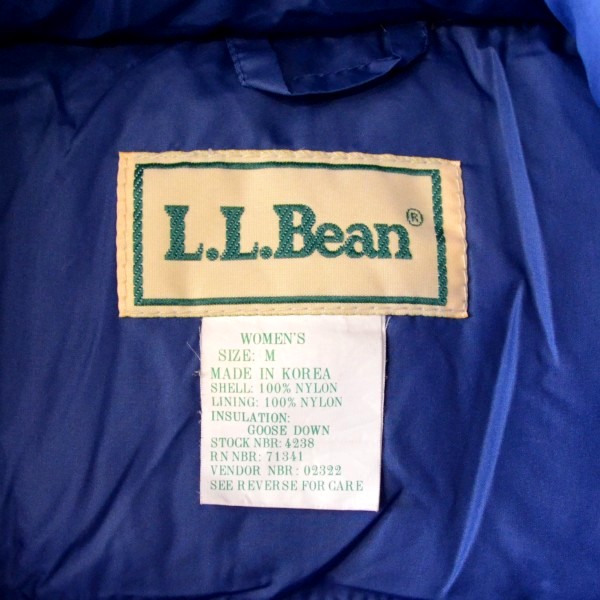 L.L.Bean®
WOMEN'S
SIZE: M
MADE IN KOREA
SHELL: 100% NYLON
LINING: 100% NYLON
INSULATION:
GOOSE DOWN
STOCK NBR: 4238
RN NBR: 71341
VENDOR NBR: 02322
SEE REVERSE FOR CARE